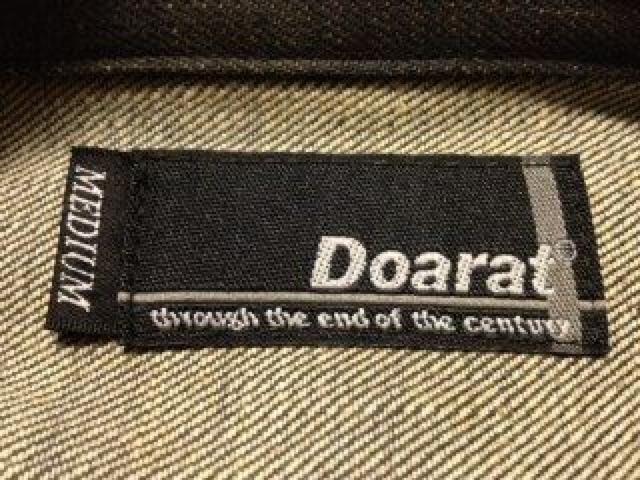 MEDIUM
Doarat®
through the end of the century